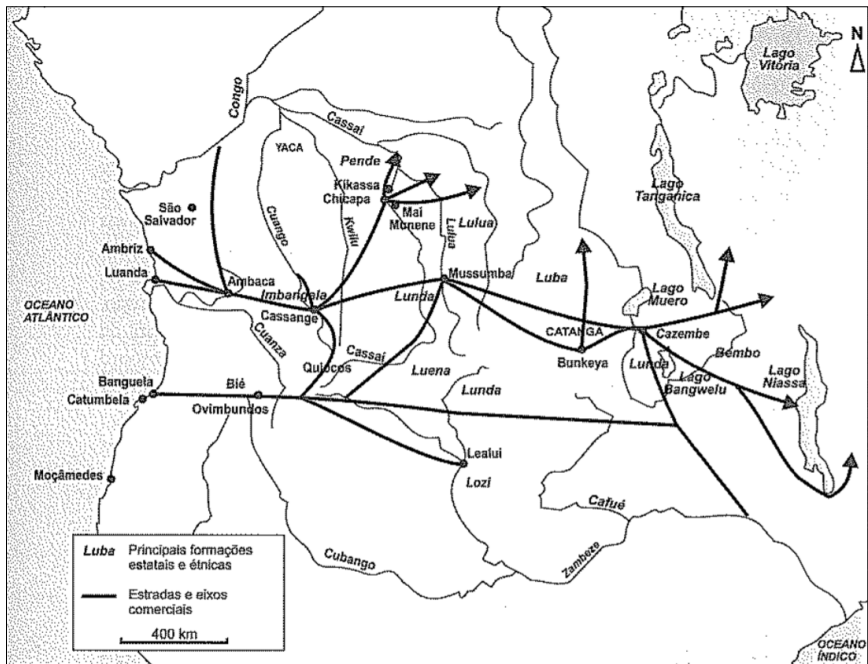 N
Lago
Vitória
Congo
Cassai
YACA
Pende
Kikassa
Chicapa
São
Salvador
Mai
Munene
Lago
Tanganica
Cuango
Kwilu
Lulua
Lulua
Ambriz
Luanda
Ambaca
Imbangala
Mussumba
Luba
Lago
Muero
OCEANO
ATLÂNTICO
Cassange
Lunda
CATANGA
Cazembe
Cuanza
Bunkeya
Lunda
Bembo
Cassai
Quiocos
Luena
Lago
Bangwelu
Lago
Niassa
Banguela
Catumbela
Bié
Ovimbundos
Lunda
Lealui
Lozi
Moçâmedes
Cafué
Cubango
Zambeze
Luba Principais formações
estatais e étnicas
Estradas e eixos
comerciais
400 km
OCEANO
ÍNDICO